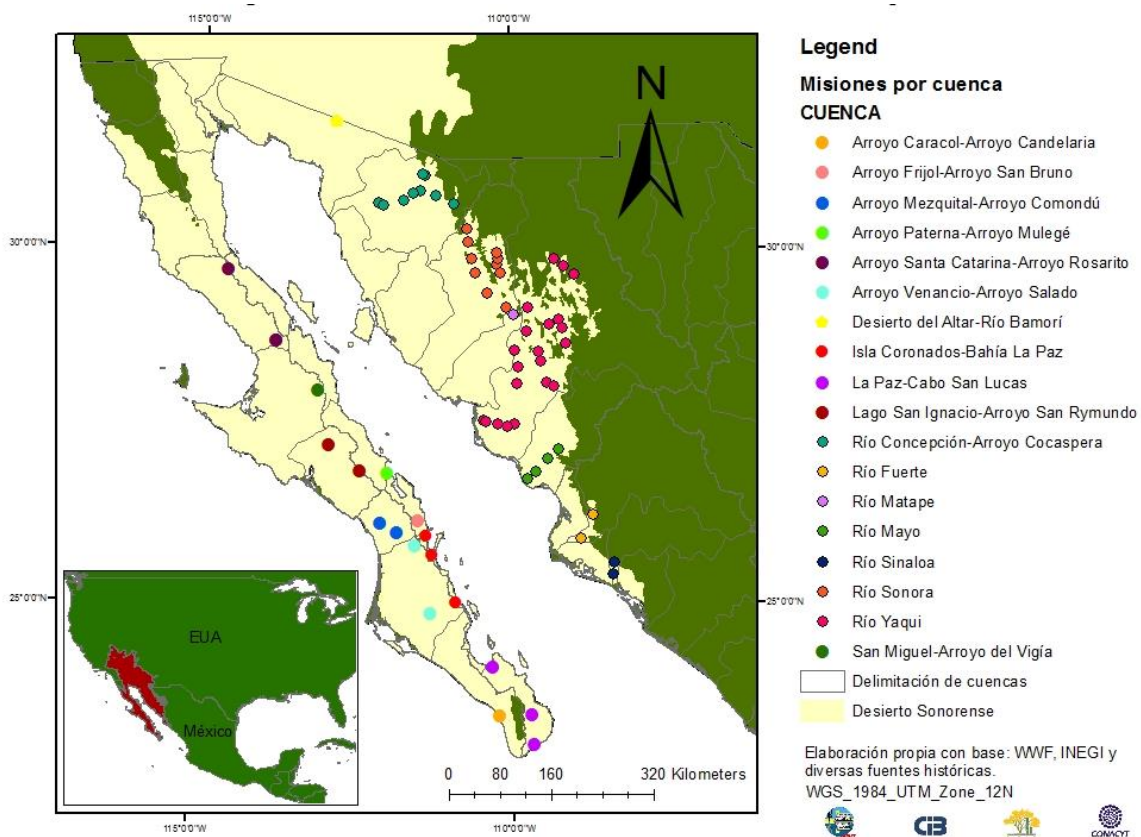 115°0'0"W 110°0'0"W
30°0'0"N 30°0'0"N
25°0'0"N 25°0'0"N
115°0'0"W 110°0'0"W
N
EUA
México
0 80 160 320 Kilometers
Legend
Misiones por cuenca
CUENCA
Arroyo Caracol-Arroyo Candelaria
Arroyo Frijol-Arroyo San Bruno
Arroyo Mezquital-Arroyo Comondú
Arroyo Paterna-Arroyo Mulegé
Arroyo Santa Catarina-Arroyo Rosarito
Arroyo Venancio-Arroyo Salado
Desierto del Altar-Río Bamorí
Isla Coronados-Bahía La Paz
La Paz-Cabo San Lucas
Lago San Ignacio-Arroyo San Rymundo
Río Concepción-Arroyo Cocaspera
Río Fuerte
Río Matape
Río Mayo
Río Sinaloa
Río Sonora
Río Yaqui
San Miguel-Arroyo del Vigía
Delimitación de cuencas
Desierto Sonorense
Elaboración propia con base: WWF, INEGI y
diversas fuentes históricas.
WGS_1984_UTM_Zone_12N
CiB
CONACYT